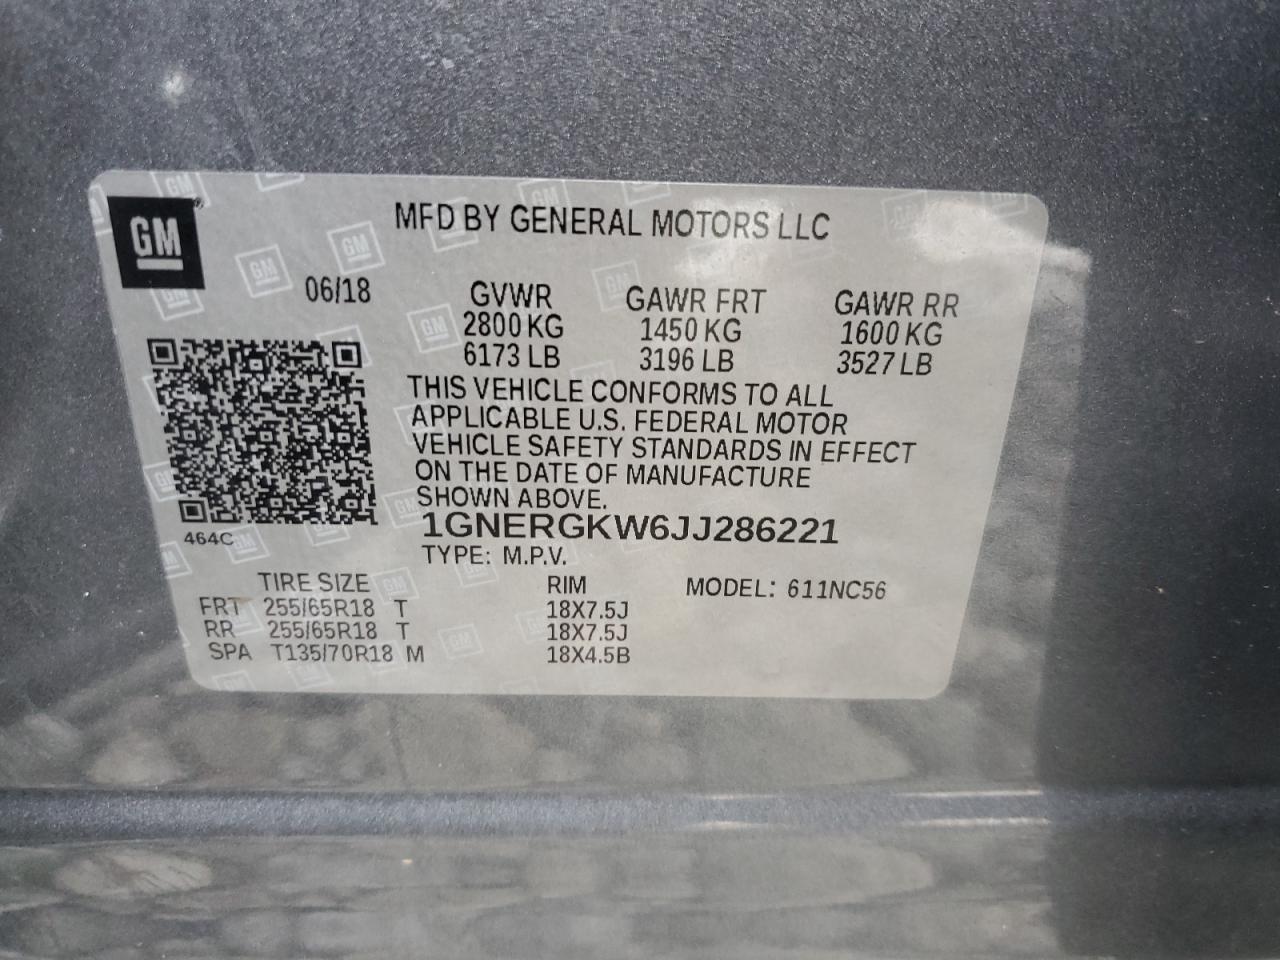 GM
MFD BY GENERAL MOTORS LLC
06/18 GVWR GAWR FRT GAWR RR
2800 KG 1450 KG 1600 KG
6173 LB 3196 LB 3527 LB
THIS VEHICLE CONFORMS TO ALL
APPLICABLE U.S. FEDERAL MOTOR
VEHICLE SAFETY STANDARDS IN EFFECT
ON THE DATE OF MANUFACTURE
SHOWN ABOVE.
1GNERGKW6JJ286221
464C
TYPE: M.P.V.
TIRE SIZE RIM MODEL: 611NC56
FRT 255/65R18 T 18X7.5J
RR 255/65R18 T 18X7.5J
SPA T135/70R18 M 18X4.5B